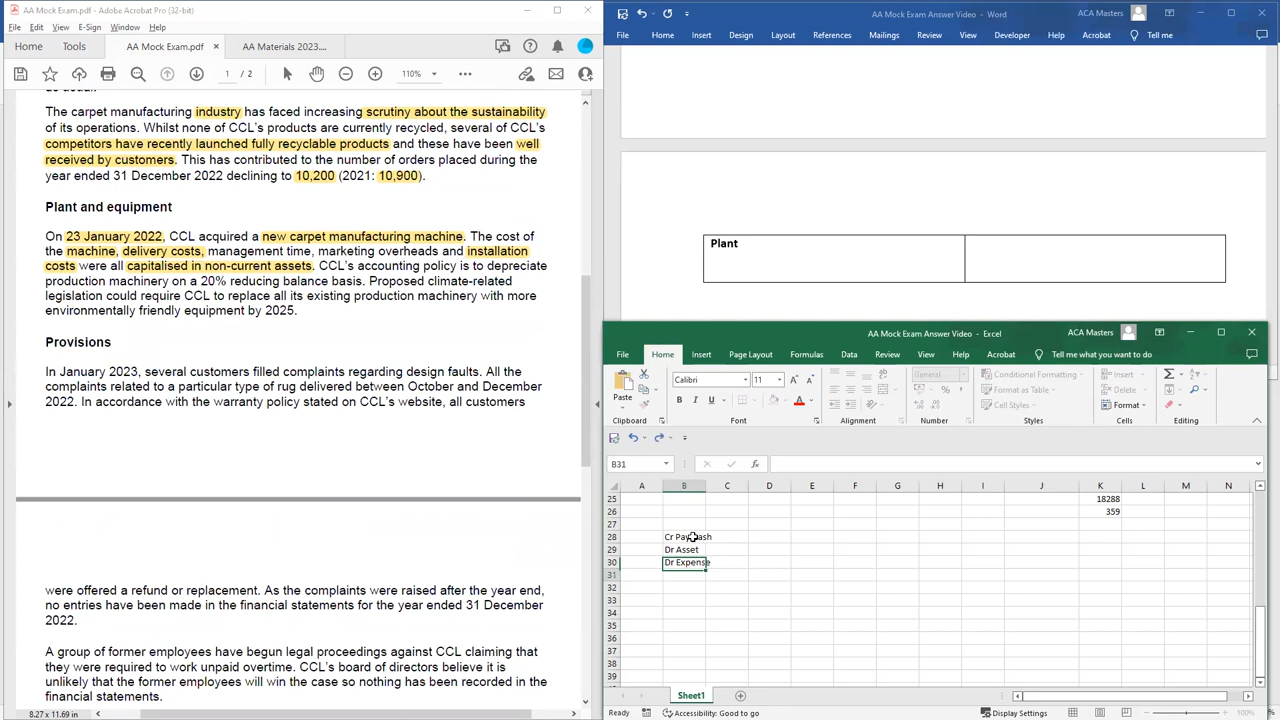 AA Mock Exam.pdf - Adobe Acrobat Pro (32-bit)
File Edit View E-Sign Window Help
Home Tools AA Mock Exam.pdf × AA Materials 2023....
1 / 2 110%
The carpet manufacturing industry has faced increasing scrutiny about the sustainability
of its operations. Whilst none of CCL's products are currently recycled, several of CCL's
competitors have recently launched fully recyclable products and these have been well
received by customers. This has contributed to the number of orders placed during the
year ended 31 December 2022 declining to 10,200 (2021: 10,900).
Plant and equipment
On 23 January 2022, CCL acquired a new carpet manufacturing machine. The cost of
the machine, delivery costs, management time, marketing overheads and installation
costs were all capitalised in non-current assets. CCL's accounting policy is to depreciate
production machinery on a 20% reducing balance basis. Proposed climate-related
legislation could require CCL to replace all its existing production machinery with more
environmentally friendly equipment by 2025.
Provisions
In January 2023, several customers filled complaints regarding design faults. All the
complaints related to a particular type of rug delivered between October and December
2022. In accordance with the warranty policy stated on CCL's website, all customers
were offered a refund or replacement. As the complaints were raised after the year end,
no entries have been made in the financial statements for the year ended 31 December
2022.
A group of former employees have begun legal proceedings against CCL claiming that
they were required to work unpaid overtime. CCL's board of directors believe it is
unlikely that the former employees will win the case so nothing has been recorded in the
financial statements.
8.27 x 11.69 in
AA Mock Exam Answer Video - Word ACA Masters
File Home Insert Design Layout References Mailings Review View Developer Help Acrobat Tell me
Plant
AA Mock Exam Answer Video - Excel ACA Masters
File Home Insert Page Layout Formulas Data Review View Help Acrobat Tell me what you want to do
Paste Calibri 11 General Conditional Formatting Insert
Format as Table Delete
B I U Cell Styles Format
Clipboard Font Alignment Number Styles Cells Editing
B31 fx
A B C D E F G H I J K L M N
25 18288
26 359
27
28
29 Dr Asset
30 Dr Expense
31
32
33
34
35
36
37
38
Sheet1
Ready Accessibility: Good to go Display Settings 100%